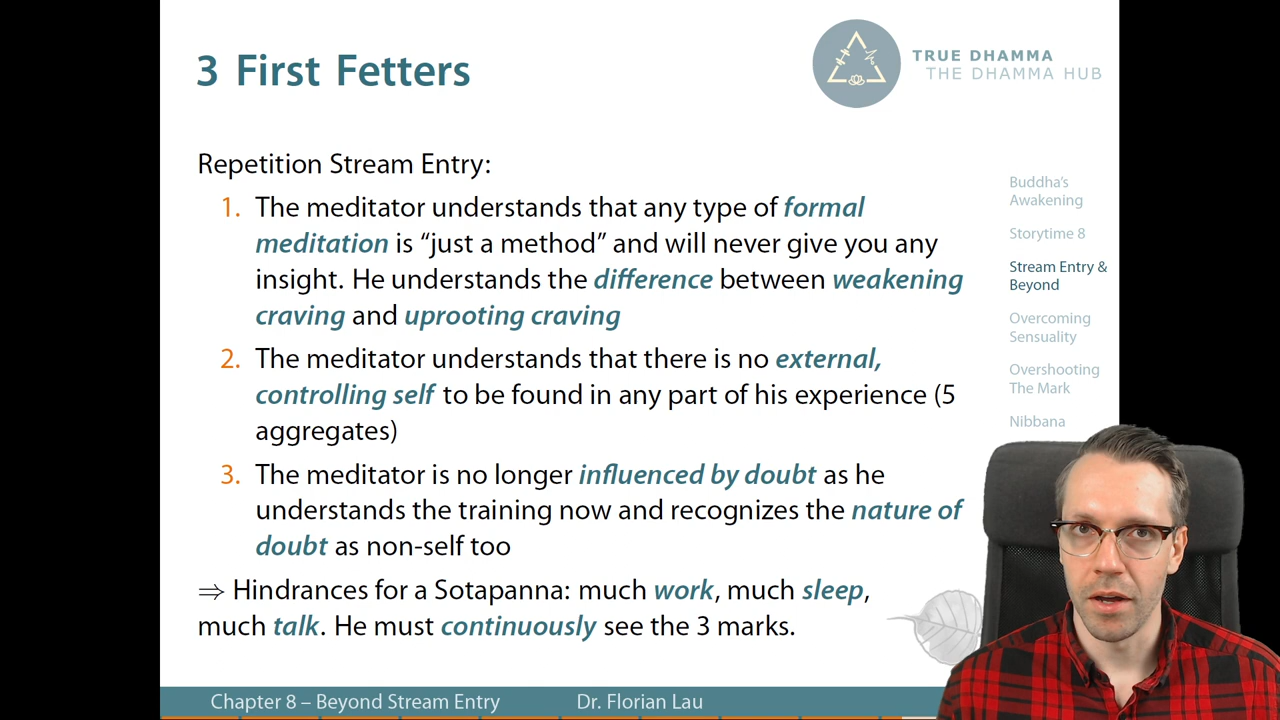 3 First Fetters
TRUE DHAMMA
THE DHAMMA HUB
Repetition Stream Entry:
1. The meditator understands that any type of formal
meditation is “just a method” and will never give you any
insight. He understands the difference between weakening
craving and uprooting craving
2. The meditator understands that there is no external,
controlling self to be found in any part of his experience (5
aggregates)
3. The meditator is no longer influenced by doubt as he
understands the training now and recognizes the nature of
doubt as non-self too
⇒ Hindrances for a Sotapanna: much work, much sleep,
much talk. He must continuously see the 3 marks.
Buddha’s
Awakening
Storytime 8
Stream Entry &
Beyond
Overcoming
Sensuality
Overshooting
The Mark
Nibbana
Chapter 8 – Beyond Stream Entry
Dr. Florian Lau